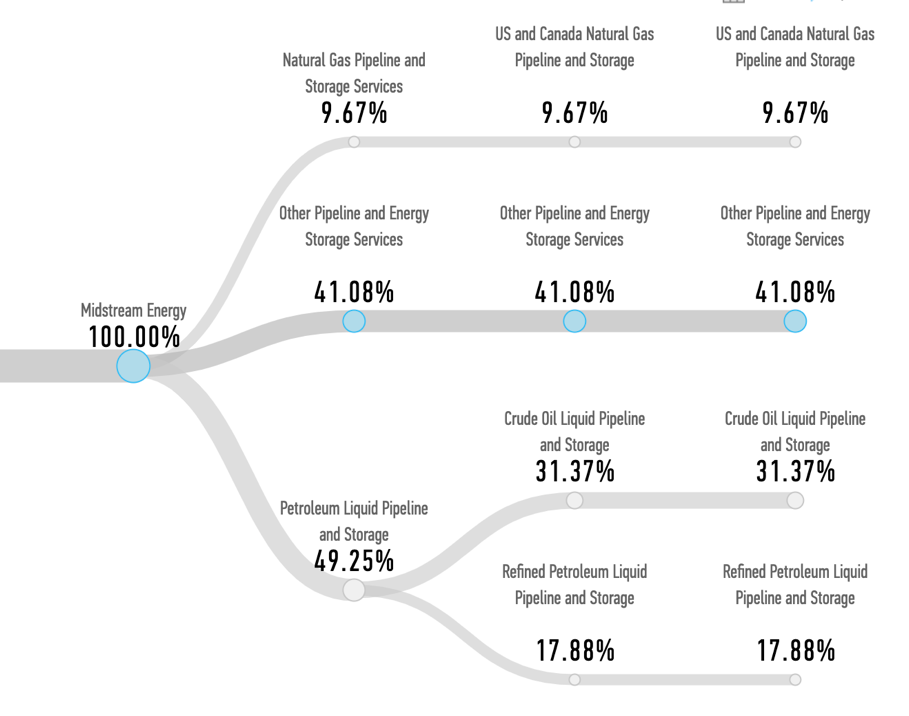 Natural Gas Pipeline and
Storage Services
9.67%
US and Canada Natural Gas
Pipeline and Storage
9.67%
US and Canada Natural Gas
Pipeline and Storage
9.67%
Other Pipeline and Energy
Storage Services
41.08%
Other Pipeline and Energy
Storage Services
41.08%
Other Pipeline and Energy
Storage Services
41.08%
Midstream Energy
100.00%
Crude Oil Liquid Pipeline
and Storage
31.37%
Crude Oil Liquid Pipeline
and Storage
31.37%
Petroleum Liquid Pipeline
and Storage
49.25%
Refined Petroleum Liquid
Pipeline and Storage
17.88%
Refined Petroleum Liquid
Pipeline and Storage
17.88%